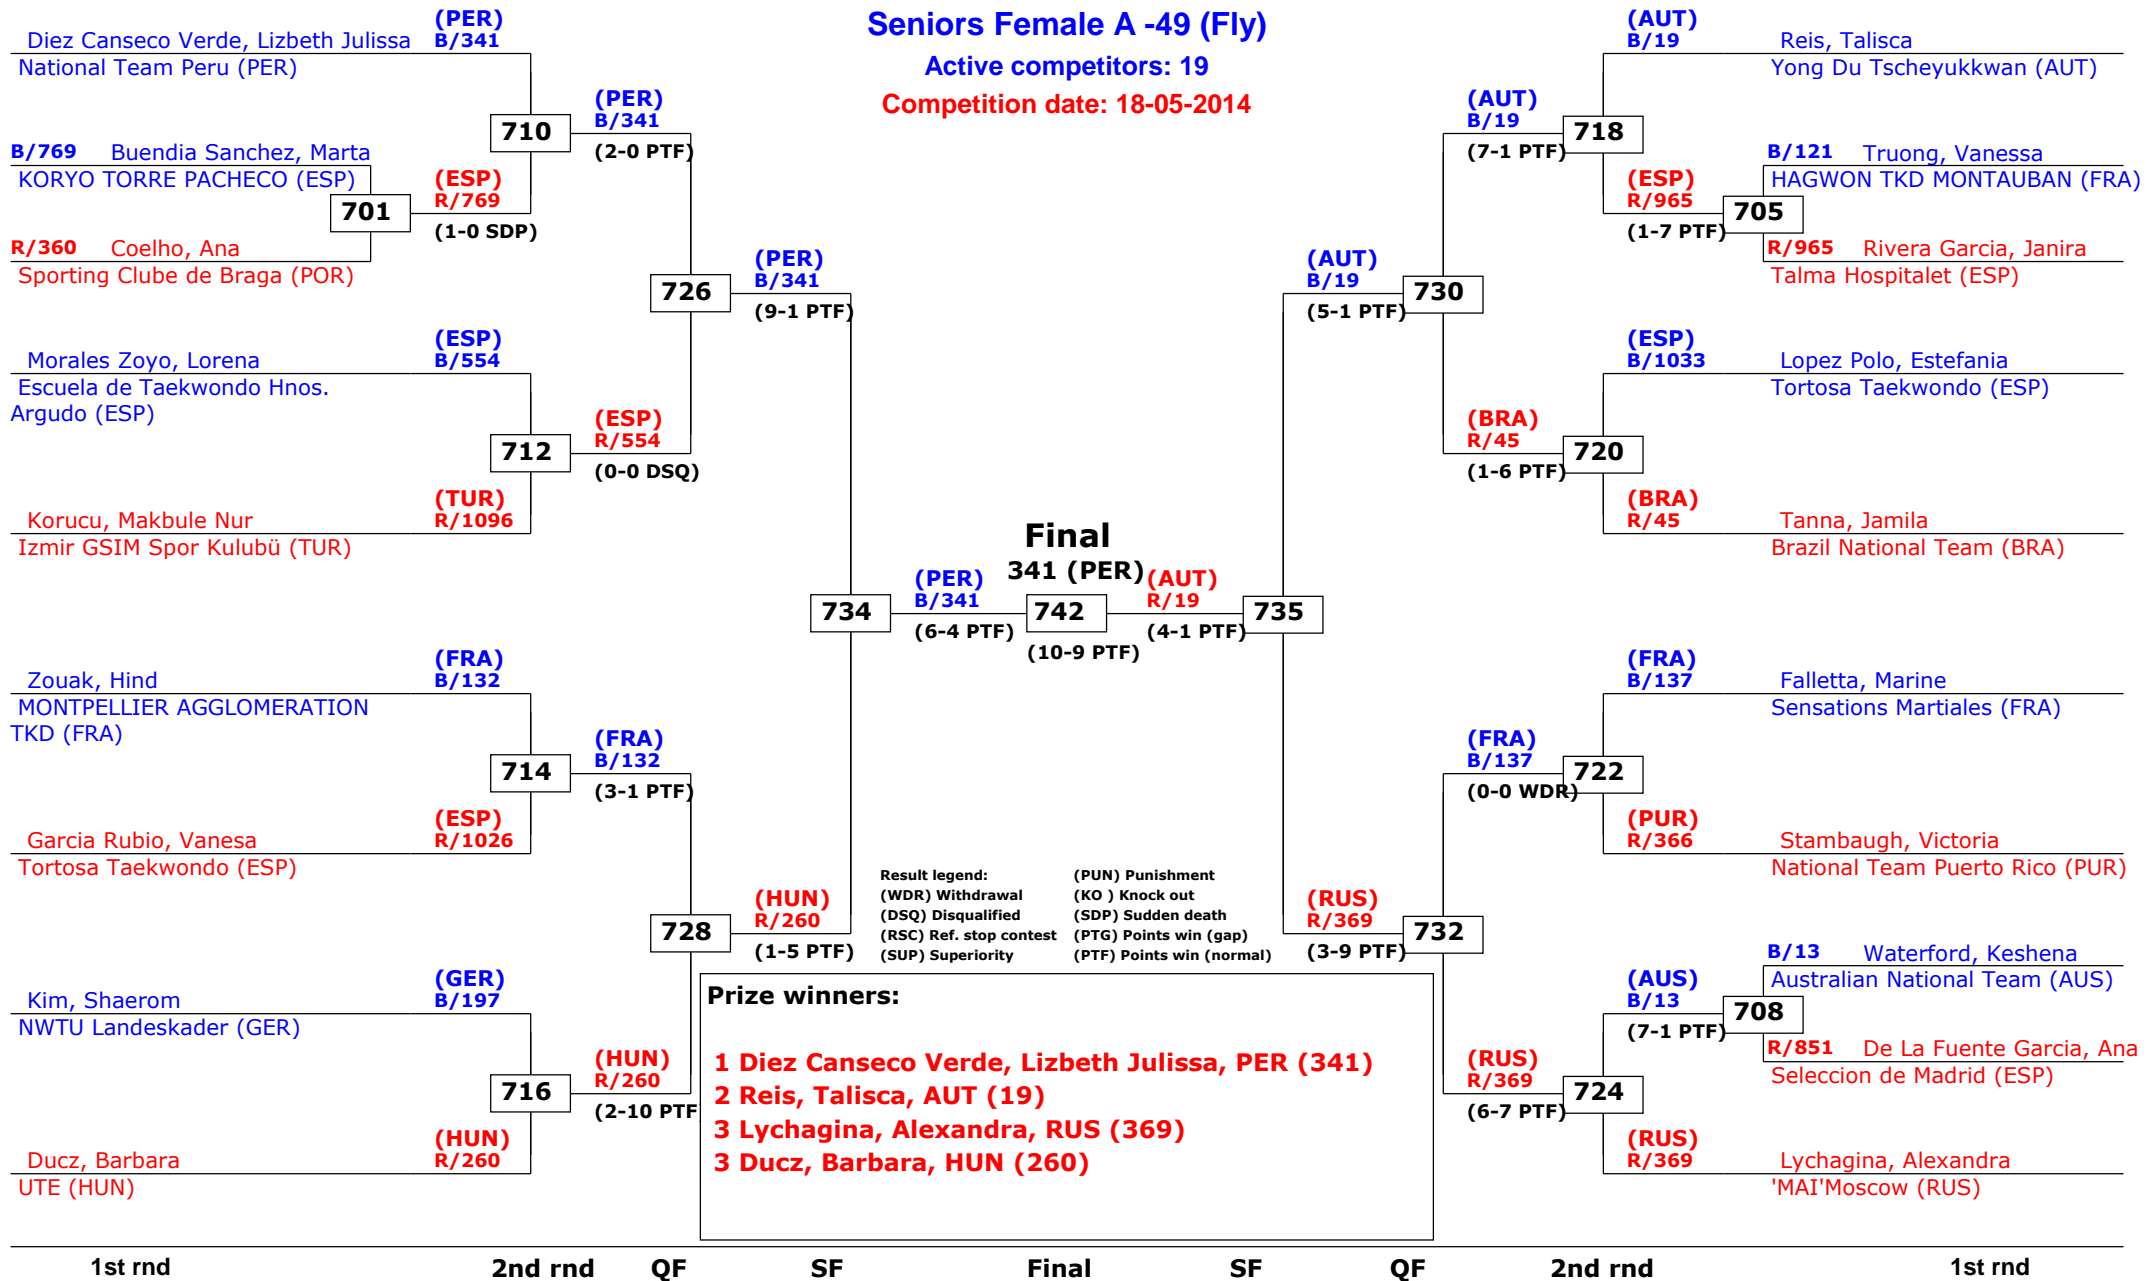 Seniors Female A -49 (Fly)
Active competitors: 19
Competition date: 18-05-2014
(PER)
Diez Canseco Verde, Lizbeth Julissa B/341
National Team Peru (PER)
(PER)
B/341
710
(2-0 PTF)
B/769 Buendia Sanchez, Marta
KORYO TORRE PACHECO (ESP)
(ESP)
R/769
701
(1-0 SDP)
R/360 Coelho, Ana
Sporting Clube de Braga (POR)
(PER)
B/341
726
(9-1 PTF)
(ESP)
Morales Zoyo, Lorena B/554
Escuela de Taekwondo Hnos.
Argudo (ESP)
(ESP)
R/554
712
(0-0 DSQ)
(TUR)
Korucu, Makbule Nur R/1096
Izmir GSIM Spor Kulubü (TUR)
Final
341 (PER)
(PER)
B/341
734
(6-4 PTF)
742
(10-9 PTF)
(AUT)
R/19
735
(4-1 PTF)
(FRA)
Zouak, Hind B/132
MONTPELLIER AGGLOMERATION
TKD (FRA)
(FRA)
B/132
714
(3-1 PTF)
(ESP)
Garcia Rubio, Vanesa R/1026
Tortosa Taekwondo (ESP)
(HUN)
R/260
728
(1-5 PTF)
(GER)
Kim, Shaerom B/197
NWTU Landeskader (GER)
(HUN)
R/260
716
(2-10 PTF
(HUN)
Ducz, Barbara R/260
UTE (HUN)
(AUT)
B/19 Reis, Talisca
Yong Du Tscheyukkwan (AUT)
(AUT)
B/19
718
(7-1 PTF)
B/121 Truong, Vanessa
HAGWON TKD MONTAUBAN (FRA)
(ESP)
R/965
705
(1-7 PTF)
R/965 Rivera Garcia, Janira
Talma Hospitalet (ESP)
(AUT)
B/19
730
(5-1 PTF)
(ESP)
B/1033 Lopez Polo, Estefania
Tortosa Taekwondo (ESP)
(BRA)
R/45
720
(1-6 PTF)
(BRA)
R/45 Tanna, Jamila
Brazil National Team (BRA)
(FRA)
B/137 Falletta, Marine
Sensations Martiales (FRA)
(FRA)
B/137
722
(0-0 WDR)
(PUR)
R/366 Stambaugh, Victoria
National Team Puerto Rico (PUR)
(RUS)
R/369
732
(3-9 PTF)
B/13 Waterford, Keshena
Australian National Team (AUS)
(AUS)
B/13
708
(7-1 PTF)
R/851 De La Fuente Garcia, Ana
Seleccion de Madrid (ESP)
(RUS)
R/369
724
(6-7 PTF)
(RUS)
R/369 Lychagina, Alexandra
'MAI'Moscow (RUS)
Result legend: (PUN) Punishment
(WDR) Withdrawal (KO ) Knock out
(DSQ) Disqualified (SDP) Sudden death
(RSC) Ref. stop contest (PTG) Points win (gap)
(SUP) Superiority (PTF) Points win (normal)
Prize winners:
1 Diez Canseco Verde, Lizbeth Julissa, PER (341)
2 Reis, Talisca, AUT (19)
3 Lychagina, Alexandra, RUS (369)
3 Ducz, Barbara, HUN (260)
1st rnd 2nd rnd QF SF Final SF QF 2nd rnd 1st rnd